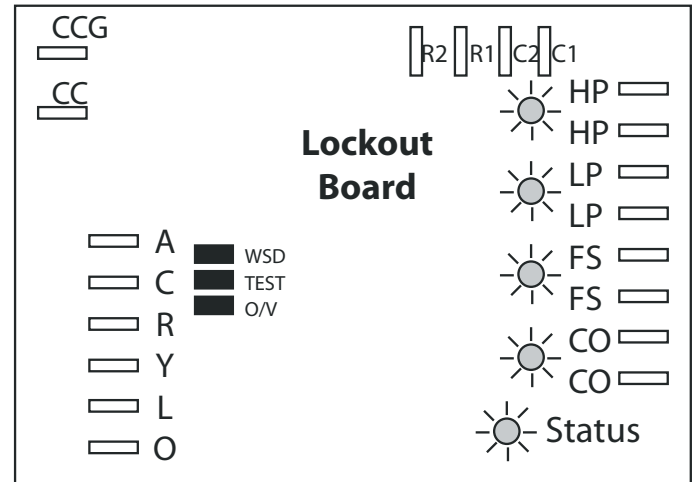 CCG
CC
R2 R1 C2 C1
HP
HP
Lockout
Board
LP
LP
FS
FS
CO
CO
Status
A
C
R
Y
L
O
WSD
TEST
O/V